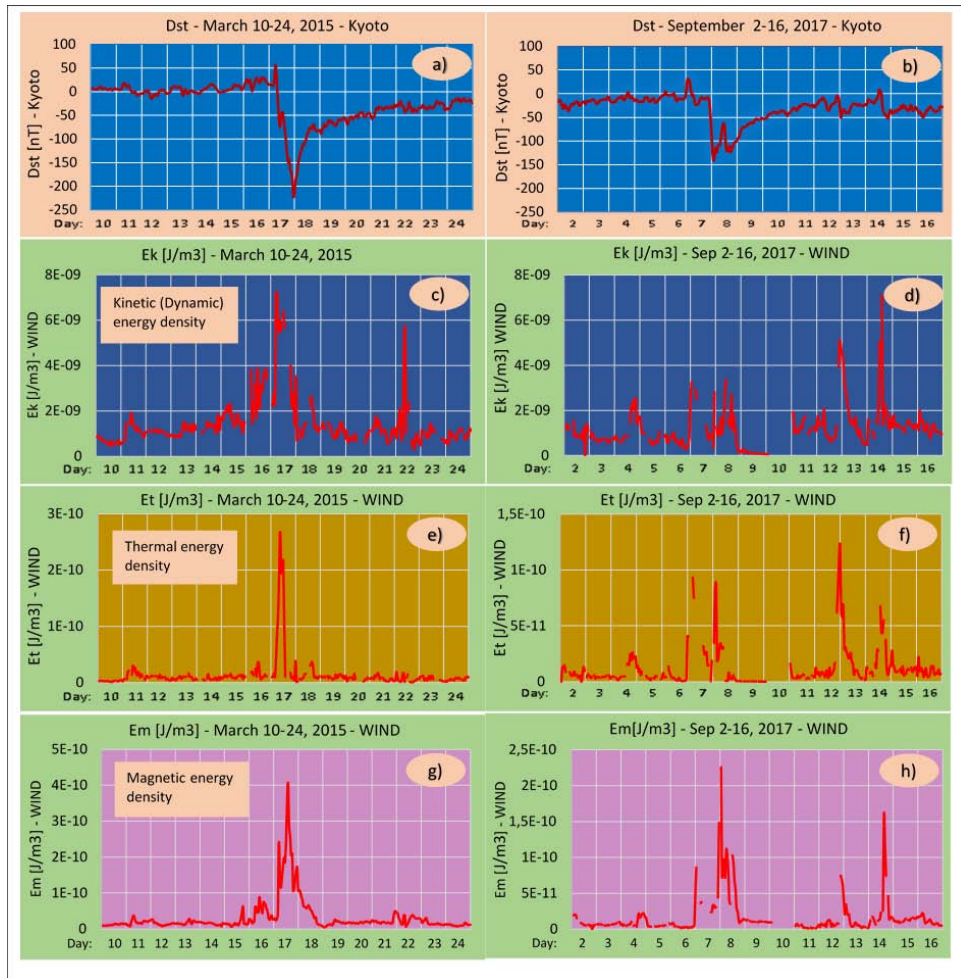 Dst - March 10-24, 2015 - Kyoto
a)
Dst [nT] - Kyoto
100
50
0
-50
-100
-150
-200
-250
Day: 10 11 12 13 14 15 16 17 18 19 20 21 22 23 24
Dst - September 2-16, 2017 - Kyoto
b)
Dst [nT] - Kyoto
100
50
0
-50
-100
-150
-200
-250
Day: 2 3 4 5 6 7 8 9 10 11 12 13 14 15 16
Ek [J/m3] - March 10-24, 2015
c)
Kinetic (Dynamic)
energy density
Ek [J/m3] - WIND
8E-09
6E-09
4E-09
2E-09
0
Day: 10 11 12 13 14 15 16 17 18 19 20 21 22 23 24
Ek [J/m3] - Sep 2-16, 2017 - WIND
d)
Ek [J/m3] WIND
8E-09
6E-09
4E-09
2E-09
0
Day: 2 3 4 5 6 7 8 9 10 11 12 13 14 15 16
Et [J/m3] - March 10-24, 2015 - WIND
e)
Thermal energy
density
Et [J/m3] - WIND
3E-10
2E-10
1E-10
0
Day: 10 11 12 13 14 15 16 17 18 19 20 21 22 23 24
Et [J/m3] - Sep 2-16, 2017 - WIND
f)
Et [J/m3] - WIND
1,5E-10
1E-10
5E-11
0
Day: 2 3 4 5 6 7 8 9 10 11 12 13 14 15 16
Em [J/m3] - March 10-24, 2015 - WIND
g)
Magnetic energy
density
Em [J/m3] - WIND
5E-10
4E-10
3E-10
2E-10
1E-10
0
Day: 10 11 12 13 14 15 16 17 18 19 20 21 22 23 24
Em[J/m3] - Sep 2-16, 2017 - WIND
h)
Em [J/m3] - WIND
2,5E-10
2E-10
1,5E-10
1E-10
5E-11
0
Day: 2 3 4 5 6 7 8 9 10 11 12 13 14 15 16